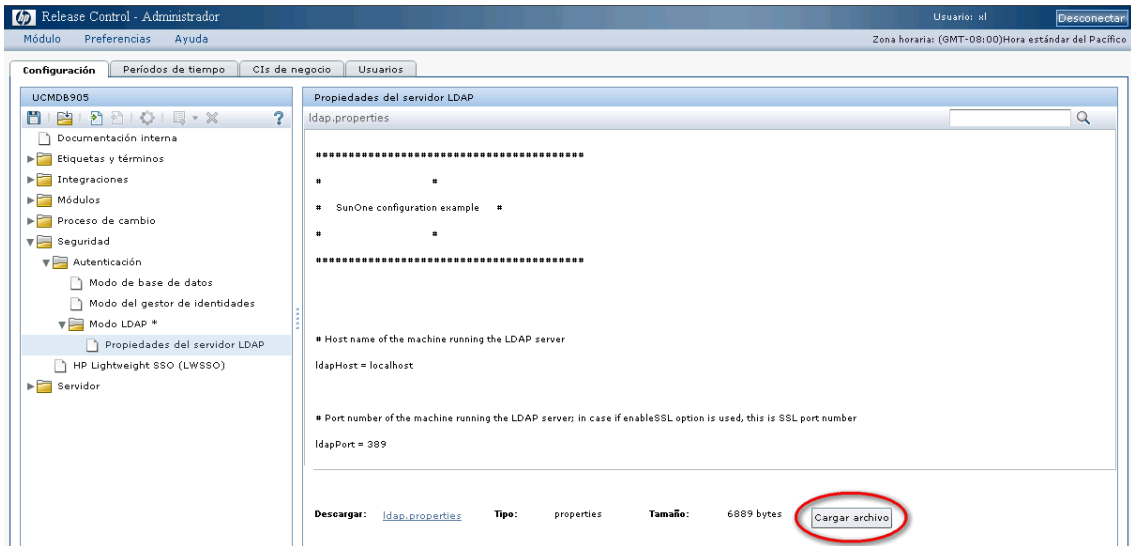 hp Release Control - Administrador Usuario: xl Desconectar
Módulo Preferencias Ayuda Zona horaria: (GMT-08:00)Hora estándar del Pacífico
Configuración Períodos de tiempo CIs de negocio Usuarios
UCMDB905
?
Documentación interna
Etiquetas y términos
Integraciones
Módulos
Proceso de cambio
Seguridad
Autenticación
Modo de base de datos
Modo del gestor de identidades
Modo LDAP *
Propiedades del servidor LDAP
HP Lightweight SSO (LWSSO)
Servidor
Propiedades del servidor LDAP
ldap.properties
##########################################
# #
# SunOne configuration example #
# #
##########################################
# Host name of the machine running the LDAP server
ldapHost = localhost
# Port number of the machine running the LDAP server; in case if enableSSL option is used, this is SSL port number
ldapPort = 389
Descargar: ldap.properties Tipo: properties Tamaño: 6889 bytes Cargar archivo